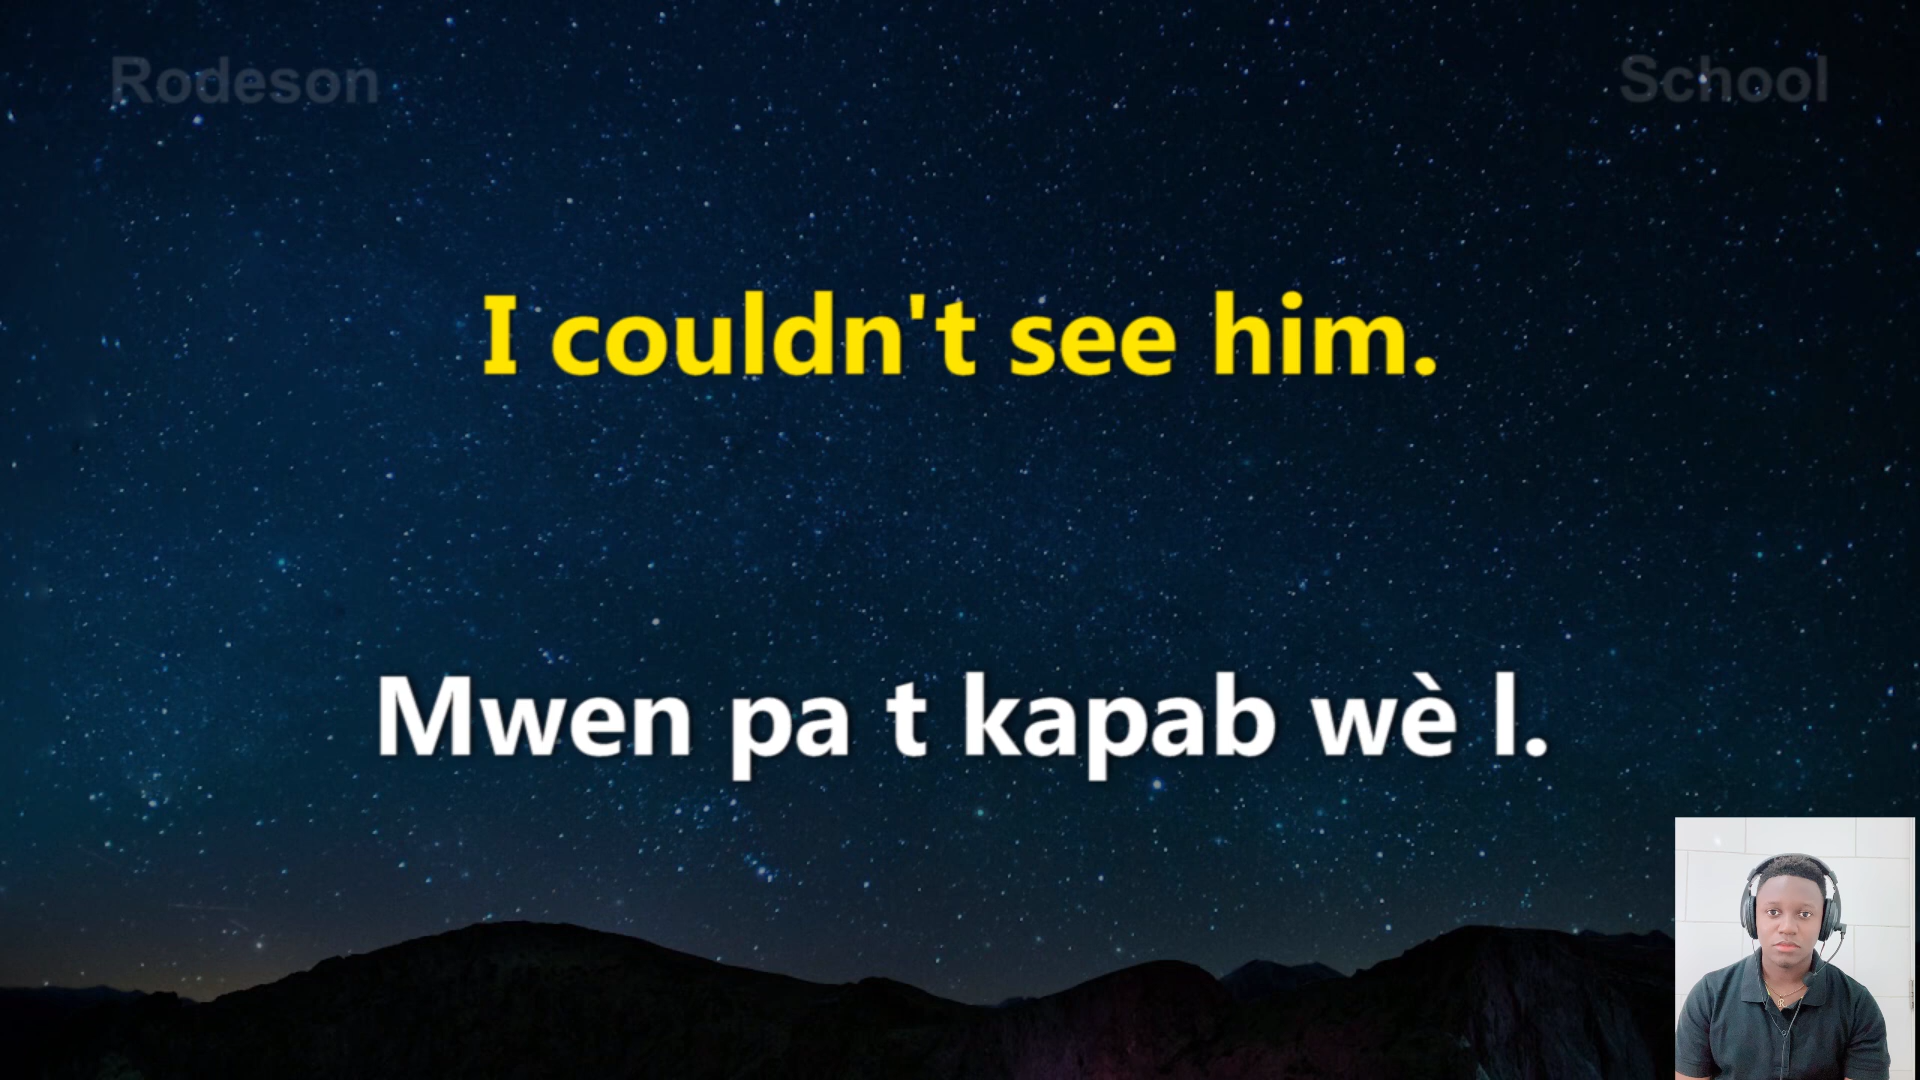 Rodeson School
I couldn't see him.
Mwen pa t kapab wè l.